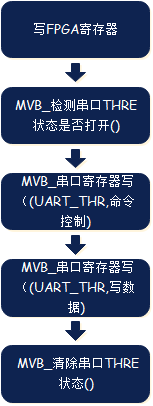 写FPGA寄存器
MVB_检测串口THRE
状态是否打开()
MVB_串口寄存器写
（(UART_THR,命令
控制)
MVB_串口寄存器写
（(UART_THR,写数
据)
MVB_清除串口THRE
状态()